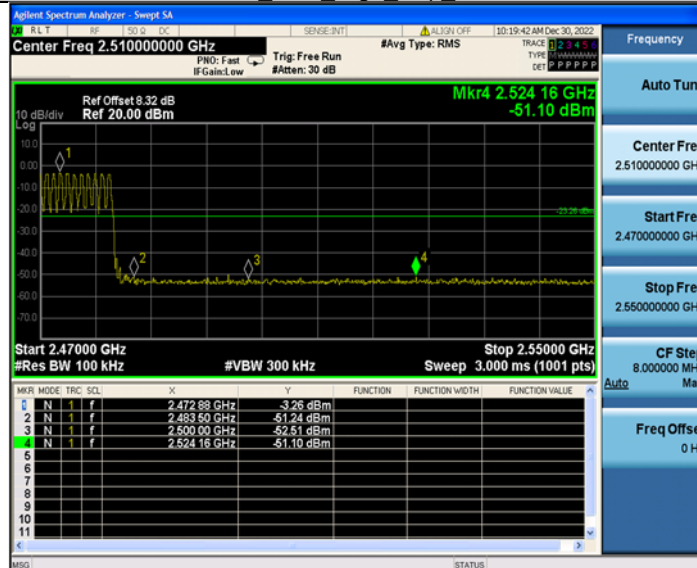 Agilent Spectrum Analyzer - Swept SA
RLT RF 50 Ω DC SENSE:INT ALIGN OFF 10:19:42 AM Dec 30, 2022
Center Freq 2.510000000 GHz #Avg Type: RMS TRACE 1 2 3 4 5 6
PNO: Fast Trig: Free Run TYPE
IFGain:Low #Atten: 30 dB DET P P P P P P
Ref Offset 8.32 dB Mkr4 2.524 16 GHz
10 dB/div Ref 20.00 dBm -51.10 dBm
Log
10.0
0.00
-10.0
-20.0
-23.26 dBm
-30.0
-40.0
-50.0
-60.0
-70.0
1
2
3
4
Start 2.47000 GHz Stop 2.55000 GHz
#Res BW 100 kHz #VBW 300 kHz Sweep 3.000 ms (1001 pts)
MKR MODE TRC SCL X Y FUNCTION FUNCTION WIDTH FUNCTION VALUE
1 N 1 f 2.472 88 GHz -3.26 dBm
2 N 1 f 2.483 50 GHz -51.24 dBm
3 N 1 f 2.500 00 GHz -52.51 dBm
4 N 1 f 2.524 16 GHz -51.10 dBm
5
6
7
8
9
10
11
MSG STATUS
Frequency
Auto Tun
Center Fre
2.510000000 GH
Start Fre
2.470000000 GH
Stop Fre
2.550000000 GH
CF Ste
8.000000 MH
Auto Ma
Freq Offse
0 H